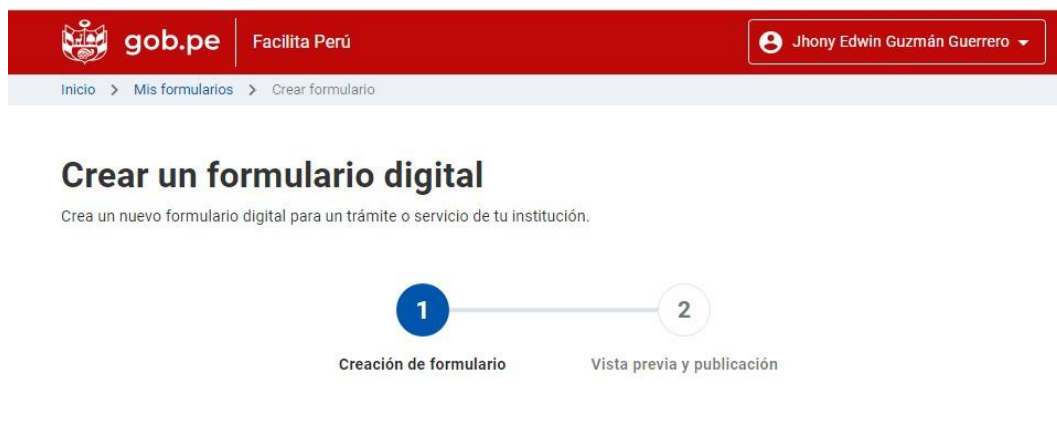 gob.pe Facilita Perú Jhony Edwin Guzmán Guerrero
Inicio > Mis formularios > Crear formulario
Crear un formulario digital
Crea un nuevo formulario digital para un trámite o servicio de tu institución.
1 2
Creación de formulario Vista previa y publicación